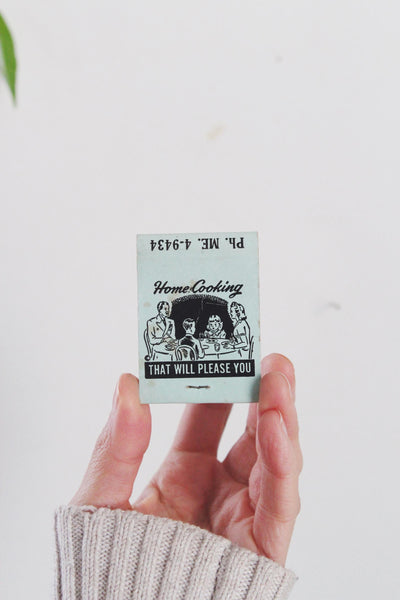 Ph. ME. 4-9434
Home Cooking
THAT WILL PLEASE YOU